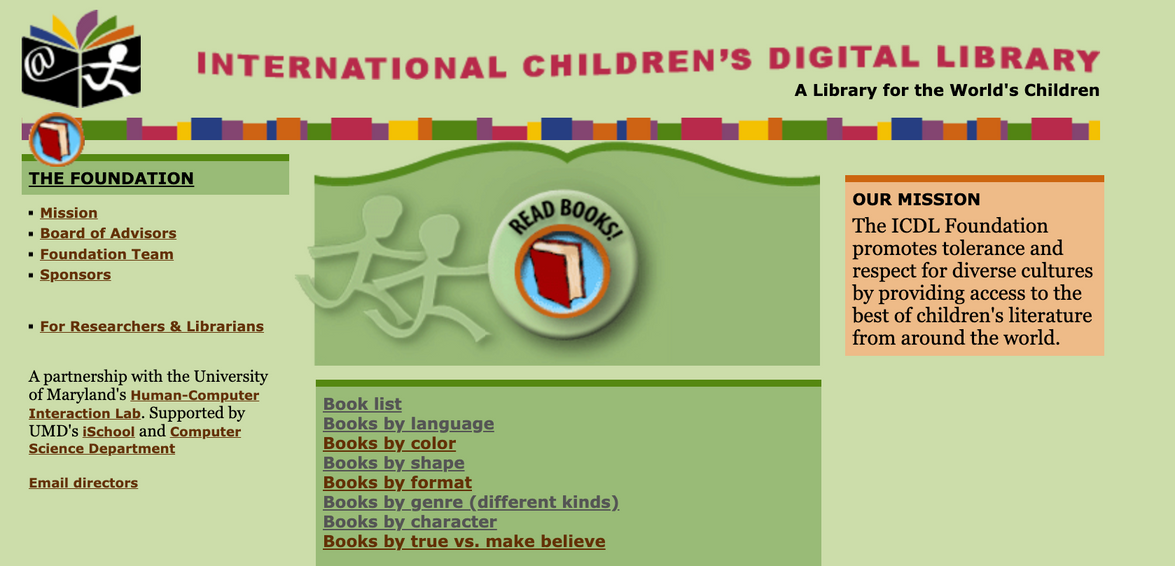 @
INTERNATIONAL CHILDREN'S DIGITAL LIBRARY
A Library for the World's Children
THE FOUNDATION
Mission
Board of Advisors
Foundation Team
Sponsors
For Researchers & Librarians
A partnership with the University
of Maryland's Human-Computer
Interaction Lab. Supported by
UMD's iSchool and Computer
Science Department
Email directors
READ BOOKS!
Book list
Books by language
Books by color
Books by shape
Books by format
Books by genre (different kinds)
Books by character
Books by true vs. make believe
OUR MISSION
The ICDL Foundation
promotes tolerance and
respect for diverse cultures
by providing access to the
best of children's literature
from around the world.